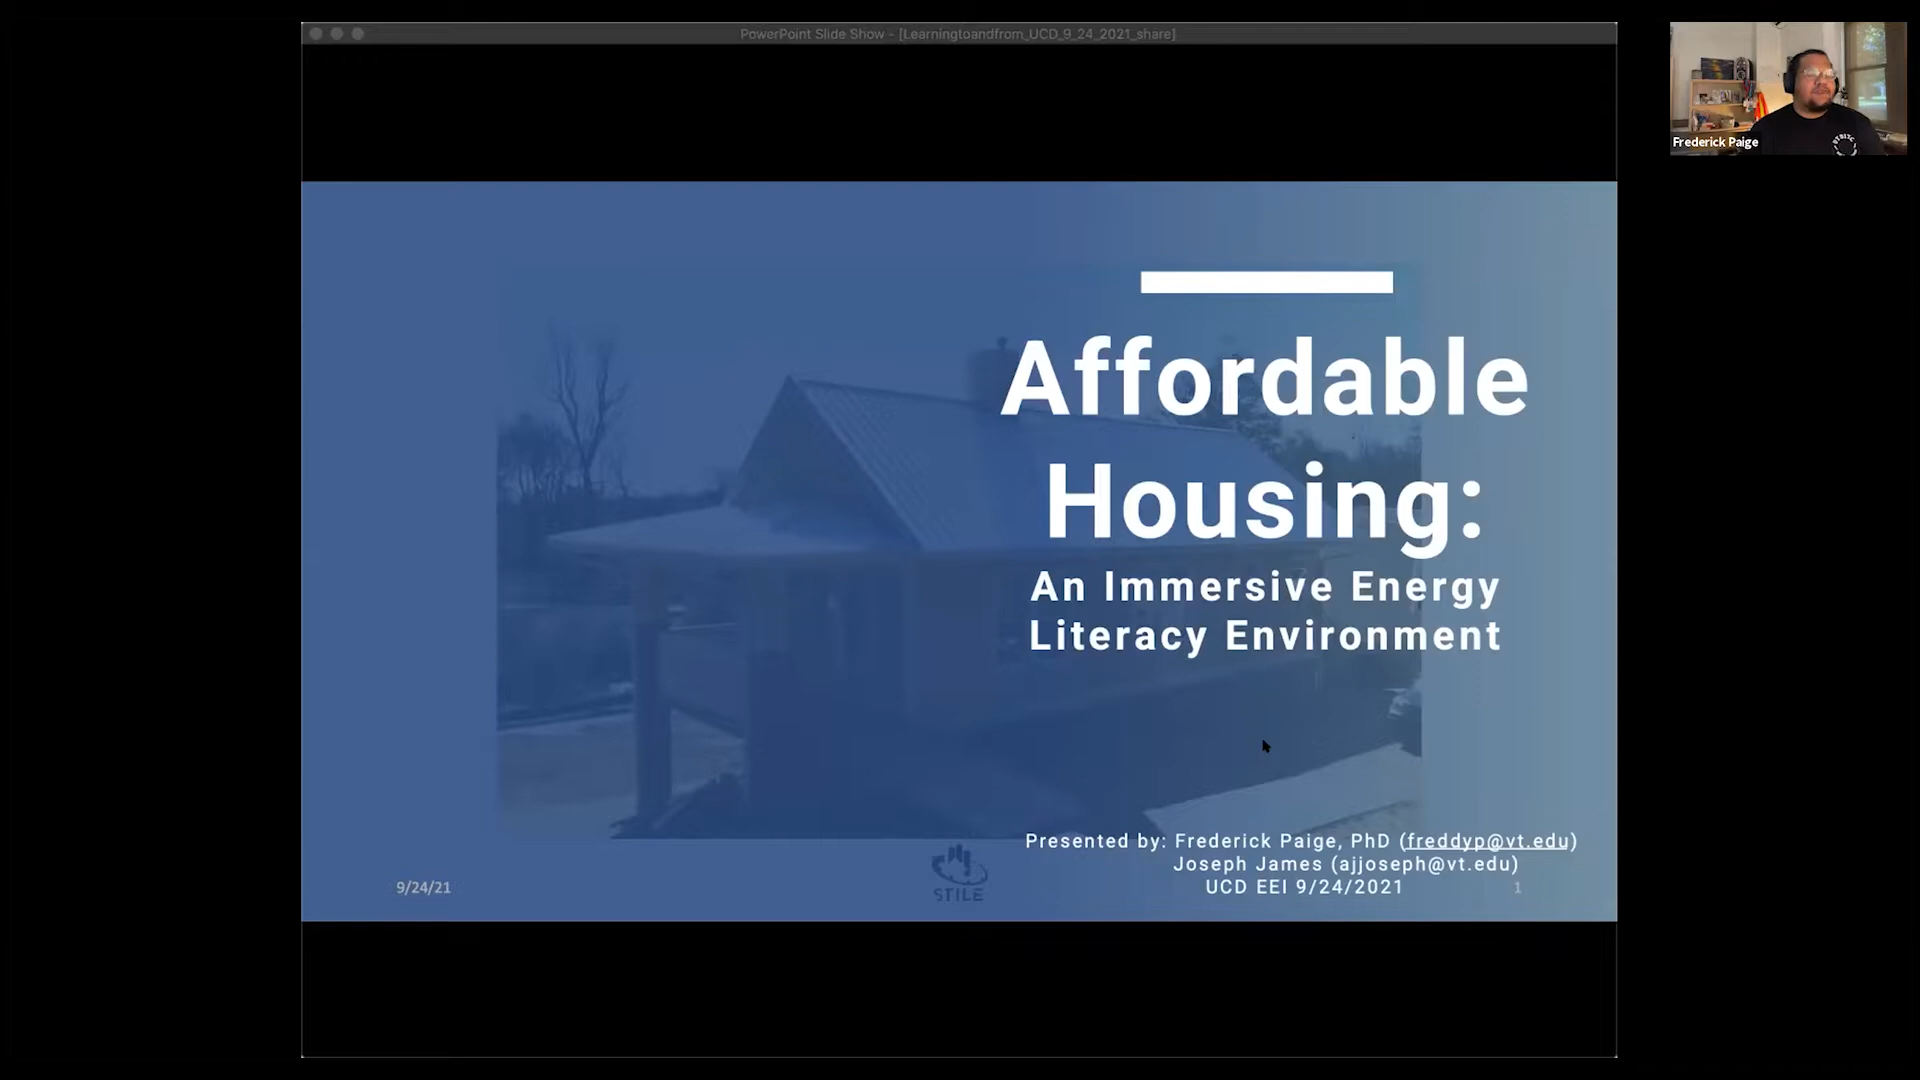 PowerPoint Slide Show - [Learningtoandfrom_UCD_9_24_2021_share]
Frederick Paige
Affordable
Housing:
An Immersive Energy
Literacy Environment
Presented by: Frederick Paige, PhD (freddyp@vt.edu)
Joseph James (ajjoseph@vt.edu)
UCD EEI 9/24/2021
9/24/21
STILE
1